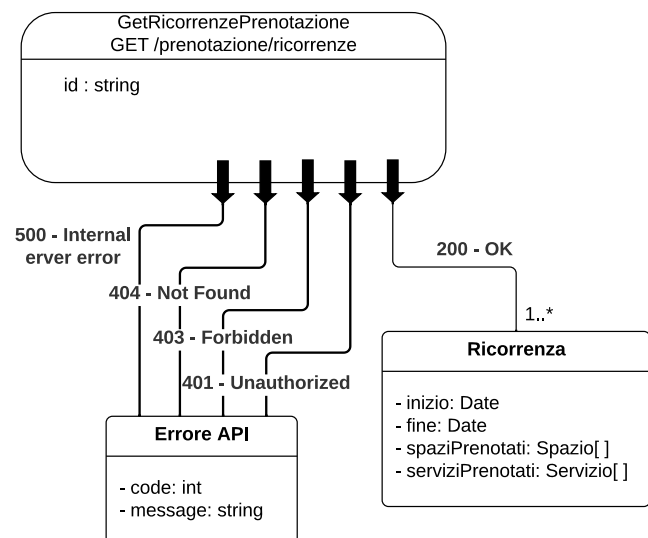 GetRicorrenzePrenotazione
GET /prenotazione/ricorrenze
id : string
500 - Internal
erver error
404 - Not Found
403 - Forbidden
401 - Unauthorized
200 - OK
1..*
Ricorrenza
- inizio: Date
- fine: Date
- spaziPrenotati: Spazio[ ]
- serviziPrenotati: Servizio[ ]
Errore API
- code: int
- message: string